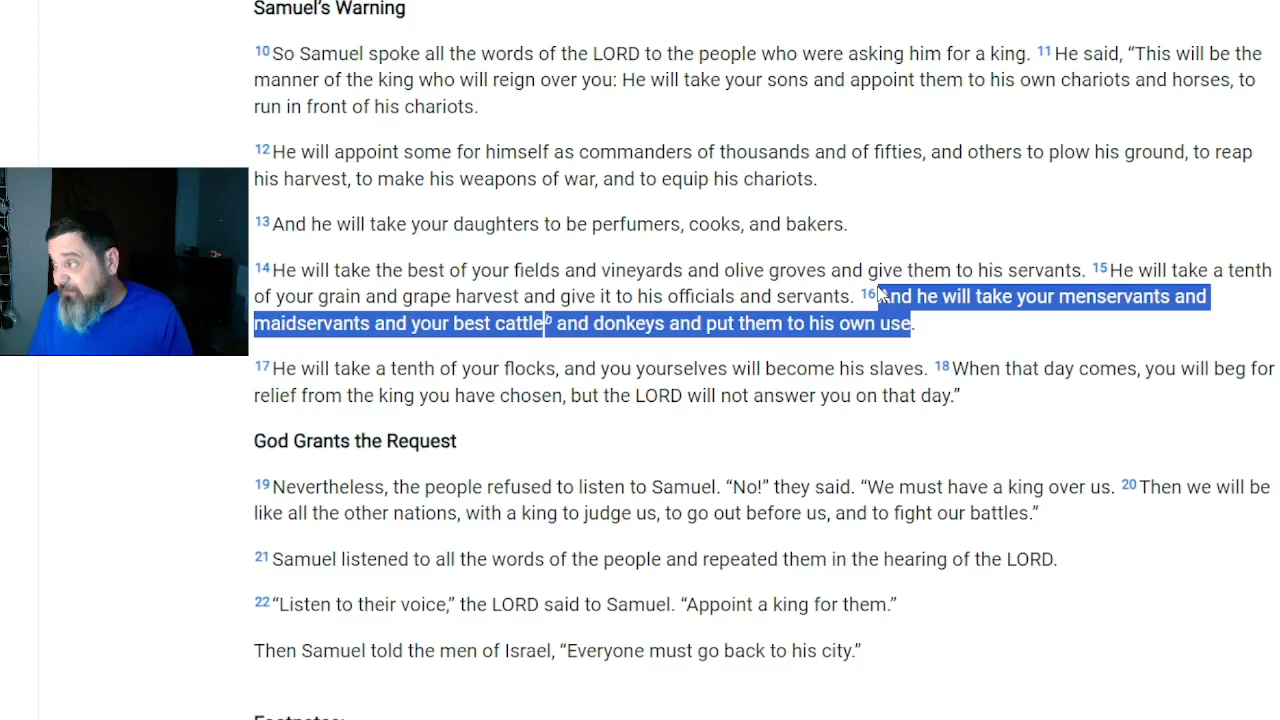 Samuel’s Warning
10 So Samuel spoke all the words of the LORD to the people who were asking him for a king. 11 He said, “This will be the
manner of the king who will reign over you: He will take your sons and appoint them to his own chariots and horses, to
run in front of his chariots.
12 He will appoint some for himself as commanders of thousands and of fifties, and others to plow his ground, to reap
his harvest, to make his weapons of war, and to equip his chariots.
13 And he will take your daughters to be perfumers, cooks, and bakers.
14 He will take the best of your fields and vineyards and olive groves and give them to his servants. 15 He will take a tenth
of your grain and grape harvest and give it to his officials and servants. 16 And he will take your menservants and
maidservants and your best cattle b and donkeys and put them to his own use.
17 He will take a tenth of your flocks, and you yourselves will become his slaves. 18 When that day comes, you will beg for
relief from the king you have chosen, but the LORD will not answer you on that day.”
God Grants the Request
19 Nevertheless, the people refused to listen to Samuel. “No!” they said. “We must have a king over us. 20 Then we will be
like all the other nations, with a king to judge us, to go out before us, and to fight our battles.”
21 Samuel listened to all the words of the people and repeated them in the hearing of the LORD.
22 “Listen to their voice,” the LORD said to Samuel. “Appoint a king for them.”
Then Samuel told the men of Israel, “Everyone must go back to his city.”
Footnotes: